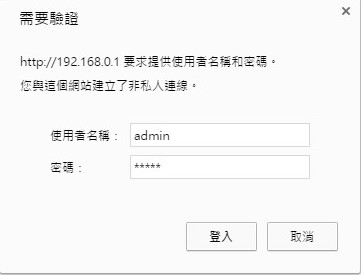 需要驗證
http://192.168.0.1 要求提供使用者名稱和密碼。
您與這個網站建立了非私人連線。
使用者名稱： admin
密碼： *****
登入 取消